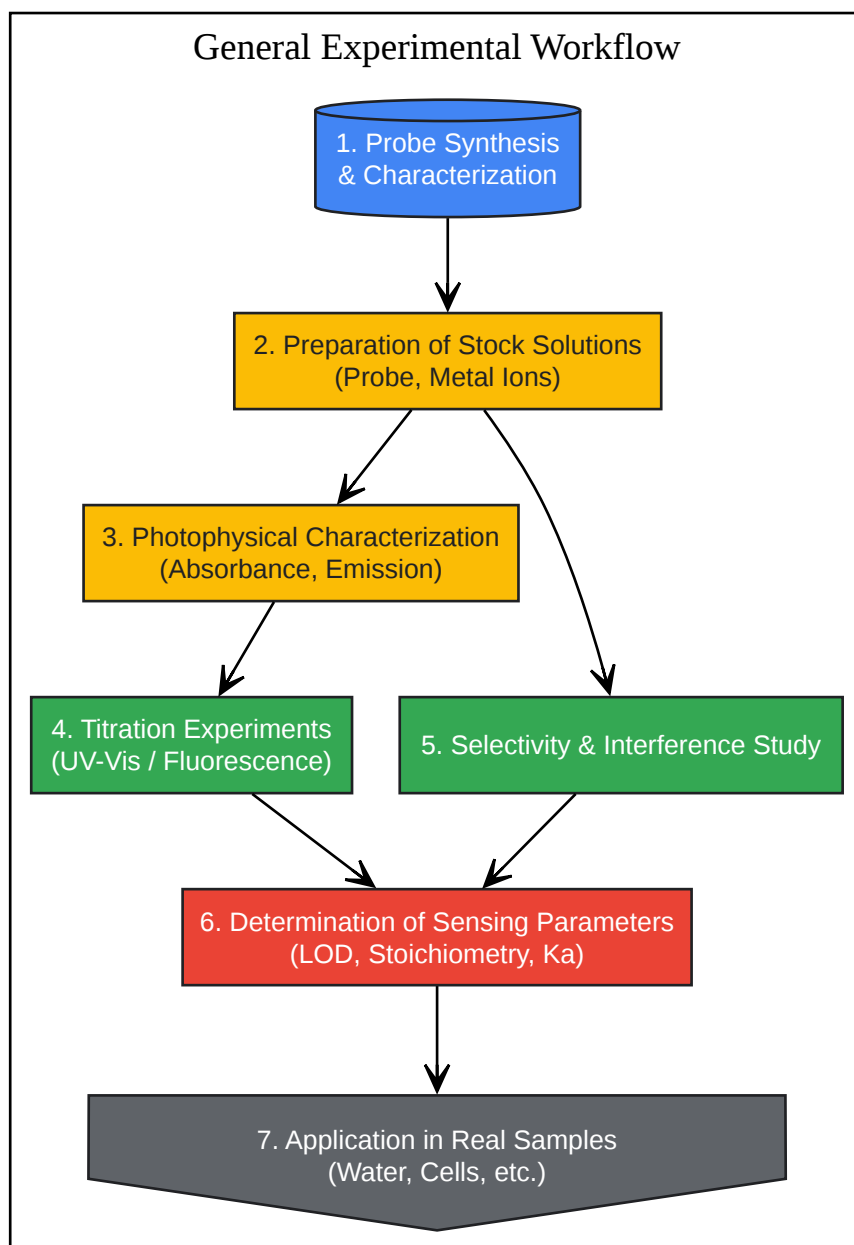 General Experimental Workflow
1. Probe Synthesis
& Characterization
2. Preparation of Stock Solutions
(Probe, Metal Ions)
3. Photophysical Characterization
(Absorbance, Emission)
4. Titration Experiments
(UV-Vis / Fluorescence)
5. Selectivity & Interference Study
6. Determination of Sensing Parameters
(LOD, Stoichiometry, Ka)
7. Application in Real Samples
(Water, Cells, etc.)